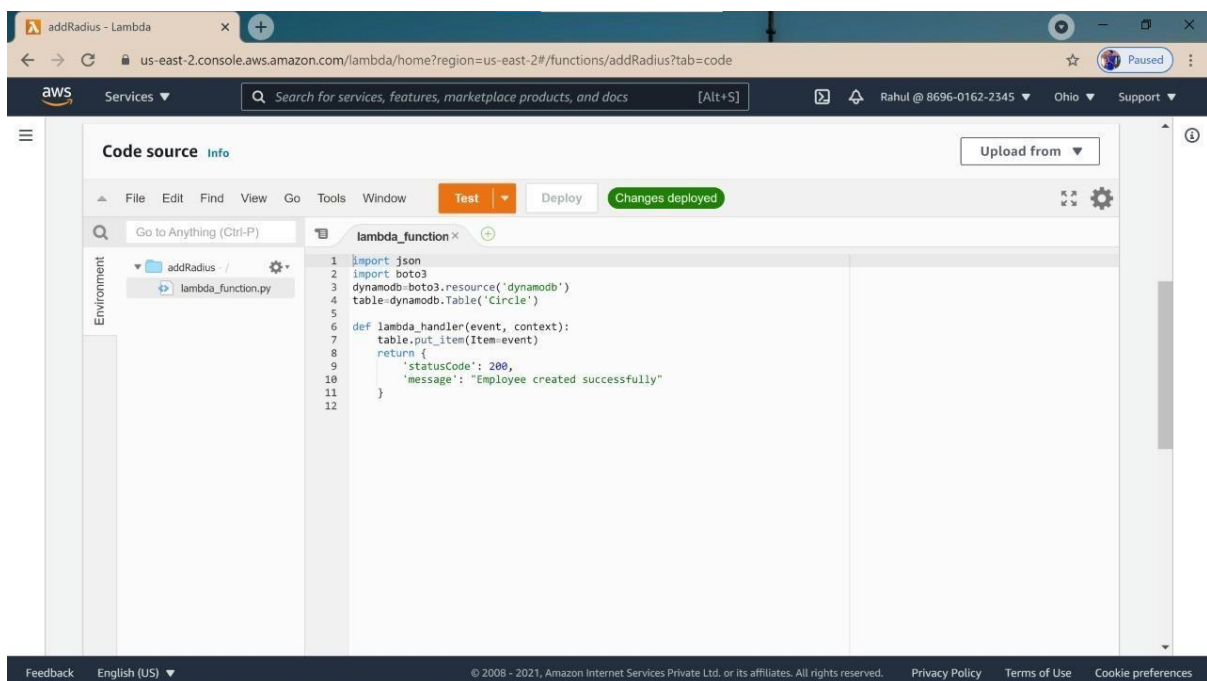 addRadius - Lambda
us-east-2.console.aws.amazon.com/lambda/home?region=us-east-2#/functions/addRadius?tab=code
Paused
aws
Services
Search for services, features, marketplace products, and docs
[Alt+S]
Rahul @ 8696-0162-2345
Ohio
Support
Code source Info
Upload from
File Edit Find View Go Tools Window
Test
Deploy
Changes deployed
Go to Anything (Ctrl-P)
lambda_function
Environment
addRadius - /
lambda_function.py
1 import json
2 import boto3
3 dynamodb=boto3.resource('dynamodb')
4 table=dynamodb.Table('Circle')
5
6 def lambda_handler(event, context):
7     table.put_item(Item=event)
8     return {
9         'statusCode': 200,
10         'message': "Employee created successfully"
11     }
12
Feedback
English (US)
© 2008 - 2021, Amazon Internet Services Private Ltd. or its affiliates. All rights reserved.
Privacy Policy
Terms of Use
Cookie preferences